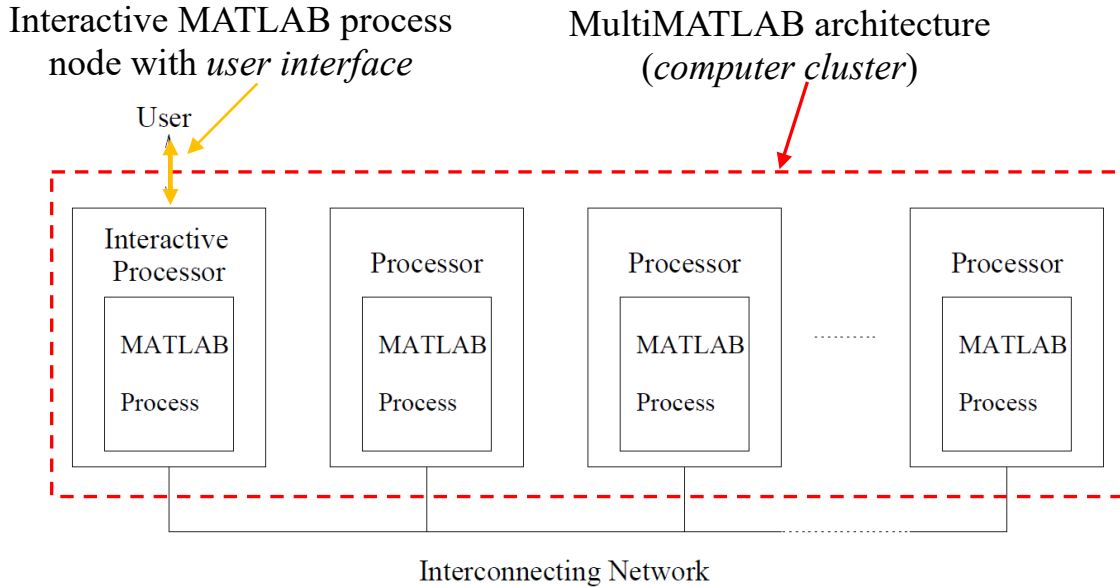 Interactive MATLAB process
node with user interface
MultiMATLAB architecture
(computer cluster)
User
Interactive
Processor
MATLAB
Process
Processor
MATLAB
Process
Processor
MATLAB
Process
Processor
MATLAB
Process
Interconnecting Network